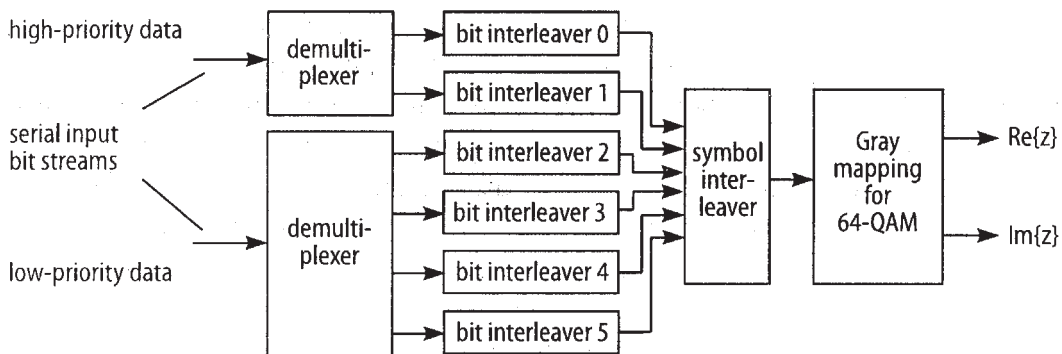 high-priority data
serial input
bit streams
low-priority data
demulti-
plexer
demulti-
plexer
bit interleaver 0
bit interleaver 1
bit interleaver 2
bit interleaver 3
bit interleaver 4
bit interleaver 5
symbol
inter-
leaver
Gray
mapping
for
64-QAM
Re{z}
Im{z}